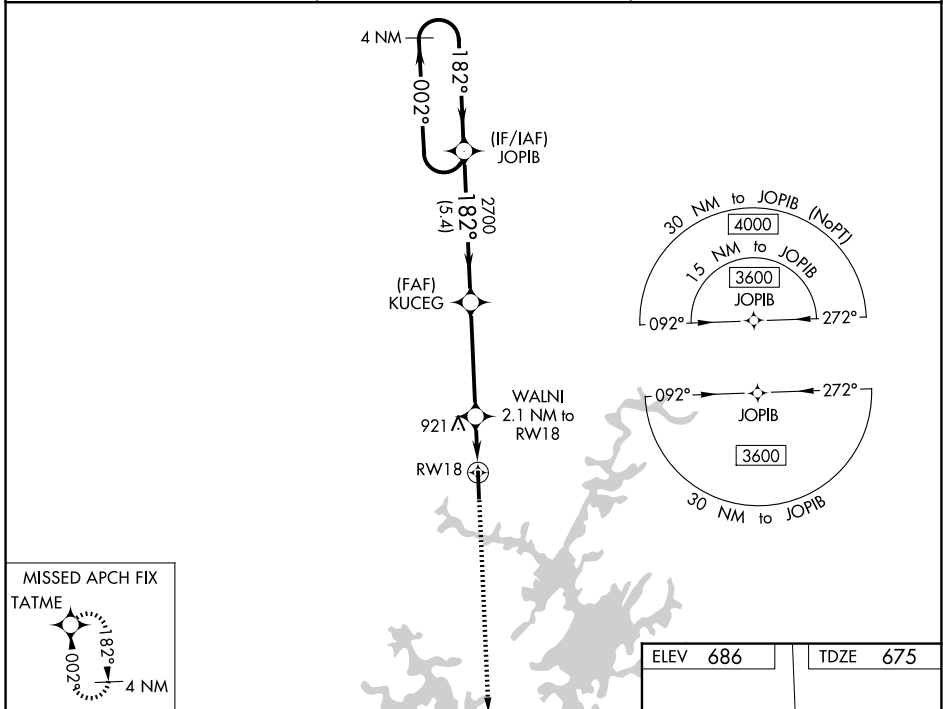 4 NM
182°
002°
(IF/IAF)
JOPIB
2700
182°
(5.4)
(FAF)
KUCEG
WALNI
2.1 NM to
RW18
921
RW18
30 NM to JOPIB (NoPT)
4000
15 NM to JOPIB
3600
JOPIB
092°
272°
092°
272°
JOPIB
3600
30 NM to JOPIB
MISSED APCH FIX
TATME
182°
002°
4 NM
ELEV 686
TDZE 675